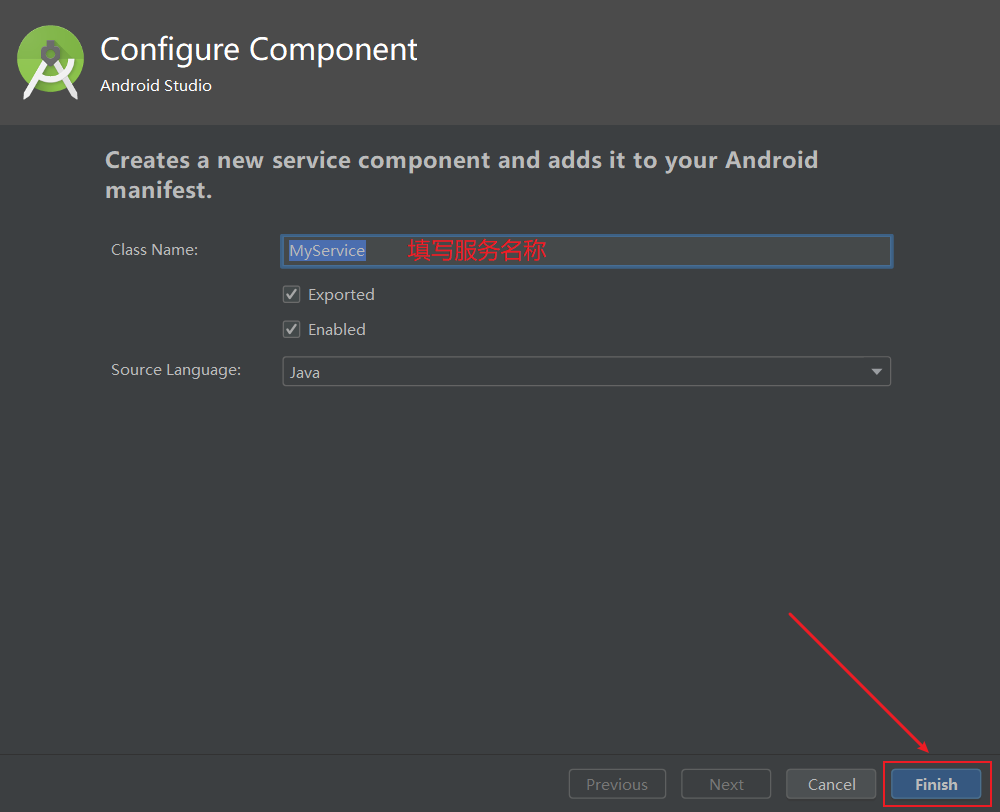 Configure Component
Android Studio
Creates a new service component and adds it to your Android
manifest.
Class Name:
MyService 填写服务名称
Exported
Enabled
Source Language:
Java
Previous Next Cancel Finish